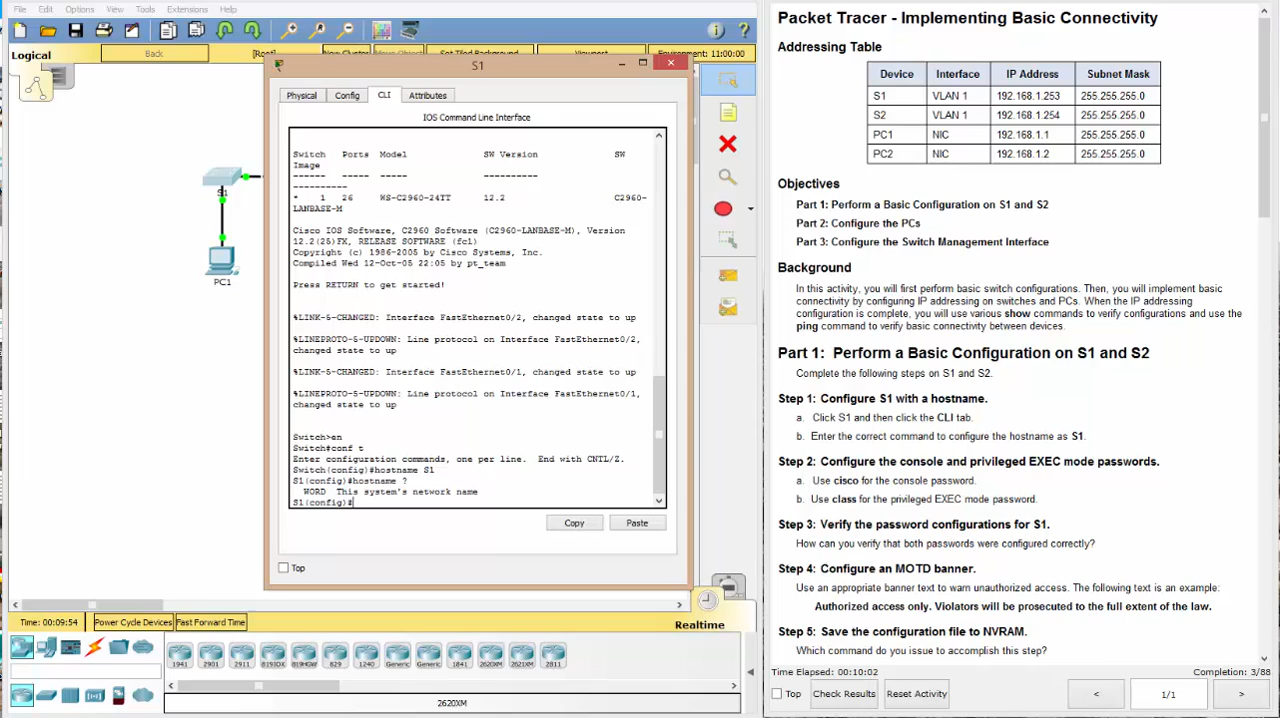 File Edit Options View Tools Extensions Help
Logical
Back
[Root]
New Cluster
Move Object
Set Tiled Background
Viewport
Environment: 11:00:00
S1
PC1
S1
Physical
Config
CLI
Attributes
IOS Command Line Interface
Switch Ports Model SW Version SW
Image
------ ----- ----- ----------
----------
* 1 26 WS-C2960-24TT 12.2 C2960-
LANBASE-M
Cisco IOS Software, C2960 Software (C2960-LANBASE-M), Version
12.2(25)FX, RELEASE SOFTWARE (fc1)
Copyright (c) 1986-2005 by Cisco Systems, Inc.
Compiled Wed 12-Oct-05 22:05 by pt_team
Press RETURN to get started!
%LINK-5-CHANGED: Interface FastEthernet0/2, changed state to up
%LINEPROTO-5-UPDOWN: Line protocol on Interface FastEthernet0/2,
changed state to up
%LINK-5-CHANGED: Interface FastEthernet0/1, changed state to up
%LINEPROTO-5-UPDOWN: Line protocol on Interface FastEthernet0/1,
changed state to up
Switch>en
Switch#conf t
Enter configuration commands, one per line. End with CNTL/Z.
Switch(config)#hostname S1
S1(config)#hostname ?
WORD This system's network name
S1(config)#
Copy
Paste
Top
Time: 00:09:54
Power Cycle Devices
Fast Forward Time
Realtime
1941 2901 2911 819IOX 819HGW 829 1240 Generic Generic 1841 2620XM 2621XM 2811
2620XM
Packet Tracer - Implementing Basic Connectivity
Addressing Table
Device Interface IP Address Subnet Mask
S1 VLAN 1 192.168.1.253 255.255.255.0
S2 VLAN 1 192.168.1.254 255.255.255.0
PC1 NIC 192.168.1.1 255.255.255.0
PC2 NIC 192.168.1.2 255.255.255.0
Objectives
Part 1: Perform a Basic Configuration on S1 and S2
Part 2: Configure the PCs
Part 3: Configure the Switch Management Interface
Background
In this activity, you will first perform basic switch configurations. Then, you will implement basic
connectivity by configuring IP addressing on switches and PCs. When the IP addressing
configuration is complete, you will use various show commands to verify configurations and use the
ping command to verify basic connectivity between devices.
Part 1: Perform a Basic Configuration on S1 and S2
Complete the following steps on S1 and S2.
Step 1: Configure S1 with a hostname.
a. Click S1 and then click the CLI tab.
b. Enter the correct command to configure the hostname as S1.
Step 2: Configure the console and privileged EXEC mode passwords.
a. Use cisco for the console password.
b. Use class for the privileged EXEC mode password.
Step 3: Verify the password configurations for S1.
How can you verify that both passwords were configured correctly?
Step 4: Configure an MOTD banner.
Use an appropriate banner text to warn unauthorized access. The following text is an example:
Authorized access only. Violators will be prosecuted to the full extent of the law.
Step 5: Save the configuration file to NVRAM.
Which command do you issue to accomplish this step?
Time Elapsed: 00:10:02
Completion: 3/88
Top
Check Results
Reset Activity
<
1/1
>